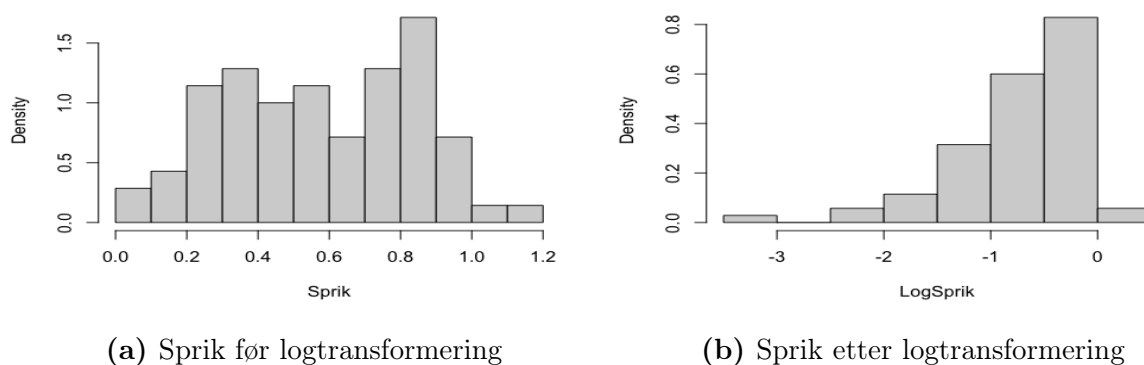 Density
0.0 0.5 1.0 1.5
0.0 0.2 0.4 0.6 0.8 1.0 1.2
Sprik
(a) Sprik før logtransformering
Density
0.0 0.2 0.4 0.6 0.8
-3 -2 -1 0
LogSprik
(b) Sprik etter logtransformering